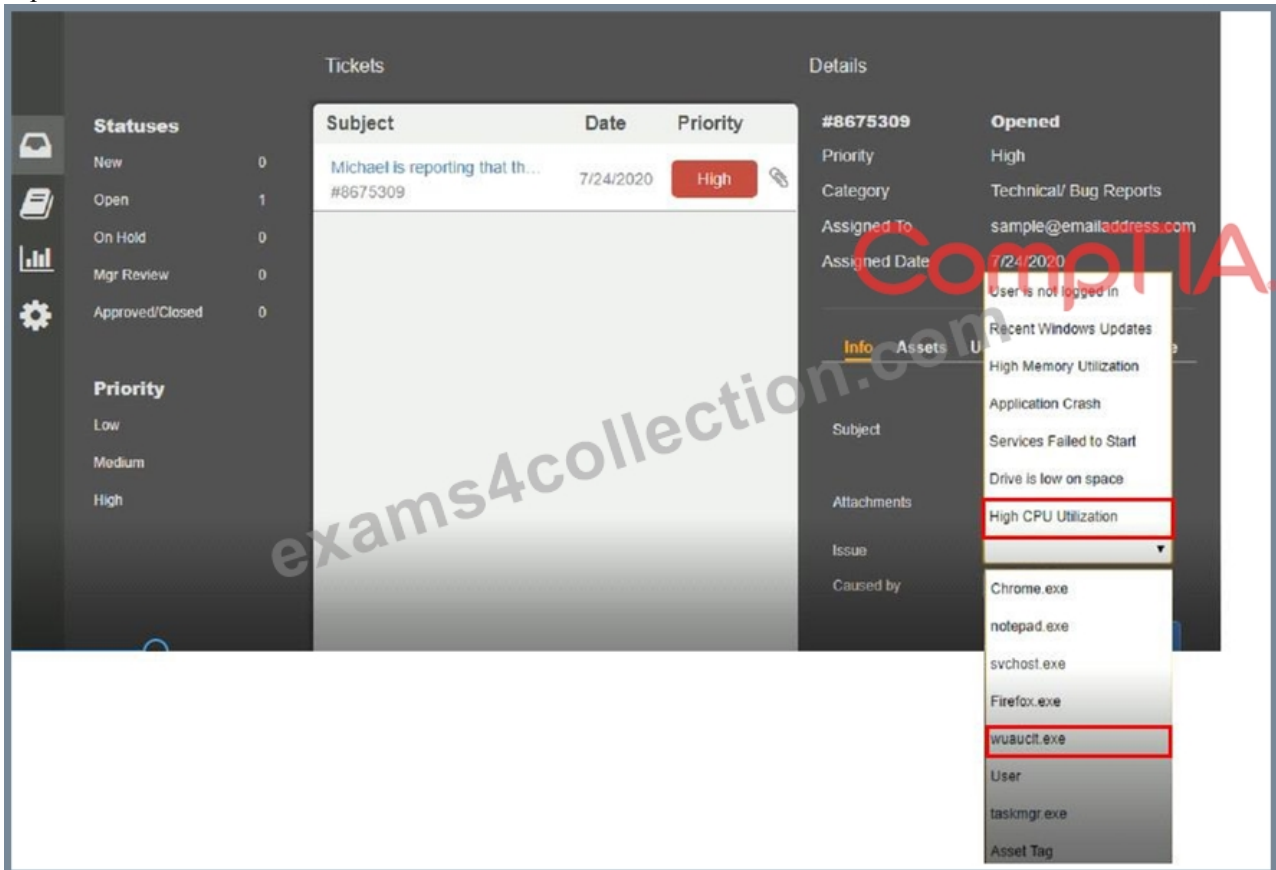 Tickets
Details
Statuses
New 0
Open 1
On Hold 0
Mgr Review 0
Approved/Closed 0
Priority
Low
Medium
High
Subject Date Priority
Michael is reporting that th...
#8675309
7/24/2020 High
#8675309 Opened
Priority High
Category Technical/ Bug Reports
Assigned To sample@emailaddress.com
Assigned Date 7/24/2020
CompTIA
Info Assets
Subject
Attachments
Issue
Caused by
User is not logged in
Recent Windows Updates
High Memory Utilization
Application Crash
Services Failed to Start
Drive is low on space
High CPU Utilization
Chrome.exe
notepad.exe
svchost.exe
Firefox.exe
wuauclt.exe
User
taskmgr.exe
Asset Tag
exams4collection.com